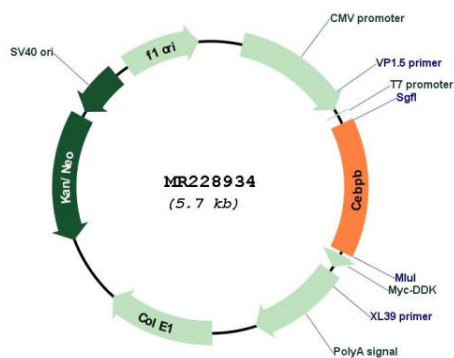 CMV promoter
VP1.5 primer
T7 promoter
SgfI
Cebpb
MluI
Myc-DDK
XL39 primer
PolyA signal
Col E1
Kan/ Neo
SV40 ori
f1 ori
MR228934
(5.7 kb)